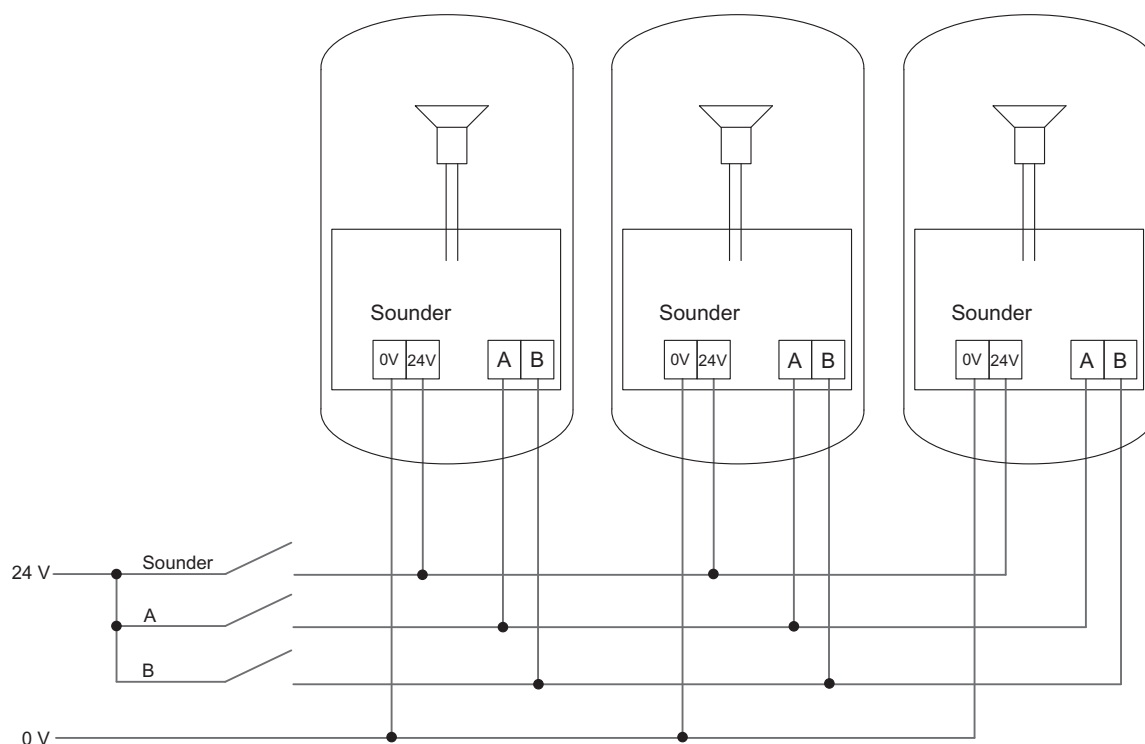 Sounder
0V 24V A B
Sounder
0V 24V A B
Sounder
0V 24V A B
24 V
Sounder
A
B
0 V